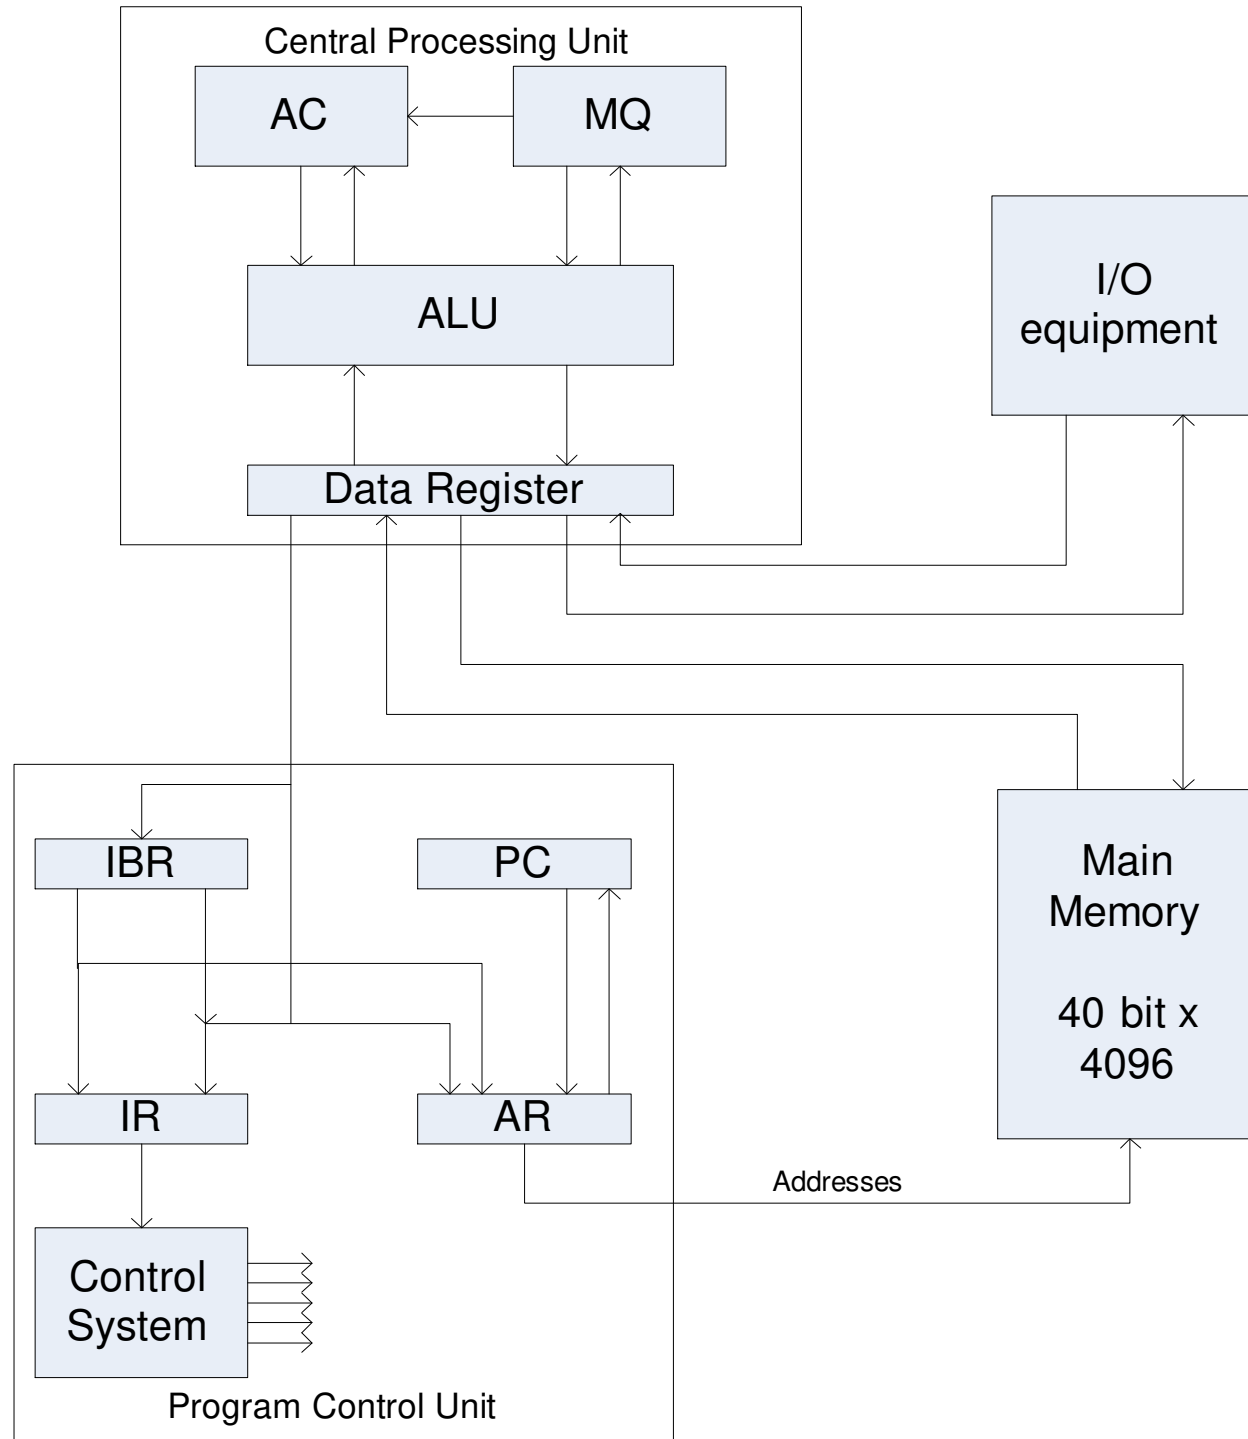 Central Processing Unit
AC
MQ
ALU
I/O
equipment
Data Register
IBR
PC
Main
Memory
40 bit x
4096
IR
AR
Addresses
Control
System
Program Control Unit